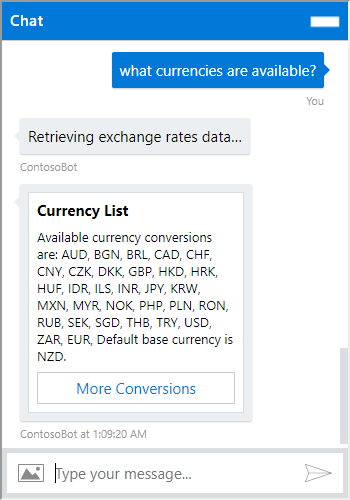 Chat
what currencies are available?
You
Retrieving exchange rates data...
ContosoBot
Currency List
Available currency conversions
are: AUD, BGN, BRL, CAD, CHF,
CNY, CZK, DKK, GBP, HKD, HRK,
HUF, IDR, ILS, INR, JPY, KRW,
MXN, MYR, NOK, PHP, PLN, RON,
RUB, SEK, SGD, THB, TRY, USD,
ZAR, EUR, Default base currency is
NZD.
More Conversions
ContosoBot at 1:09:20 AM
Type your message...